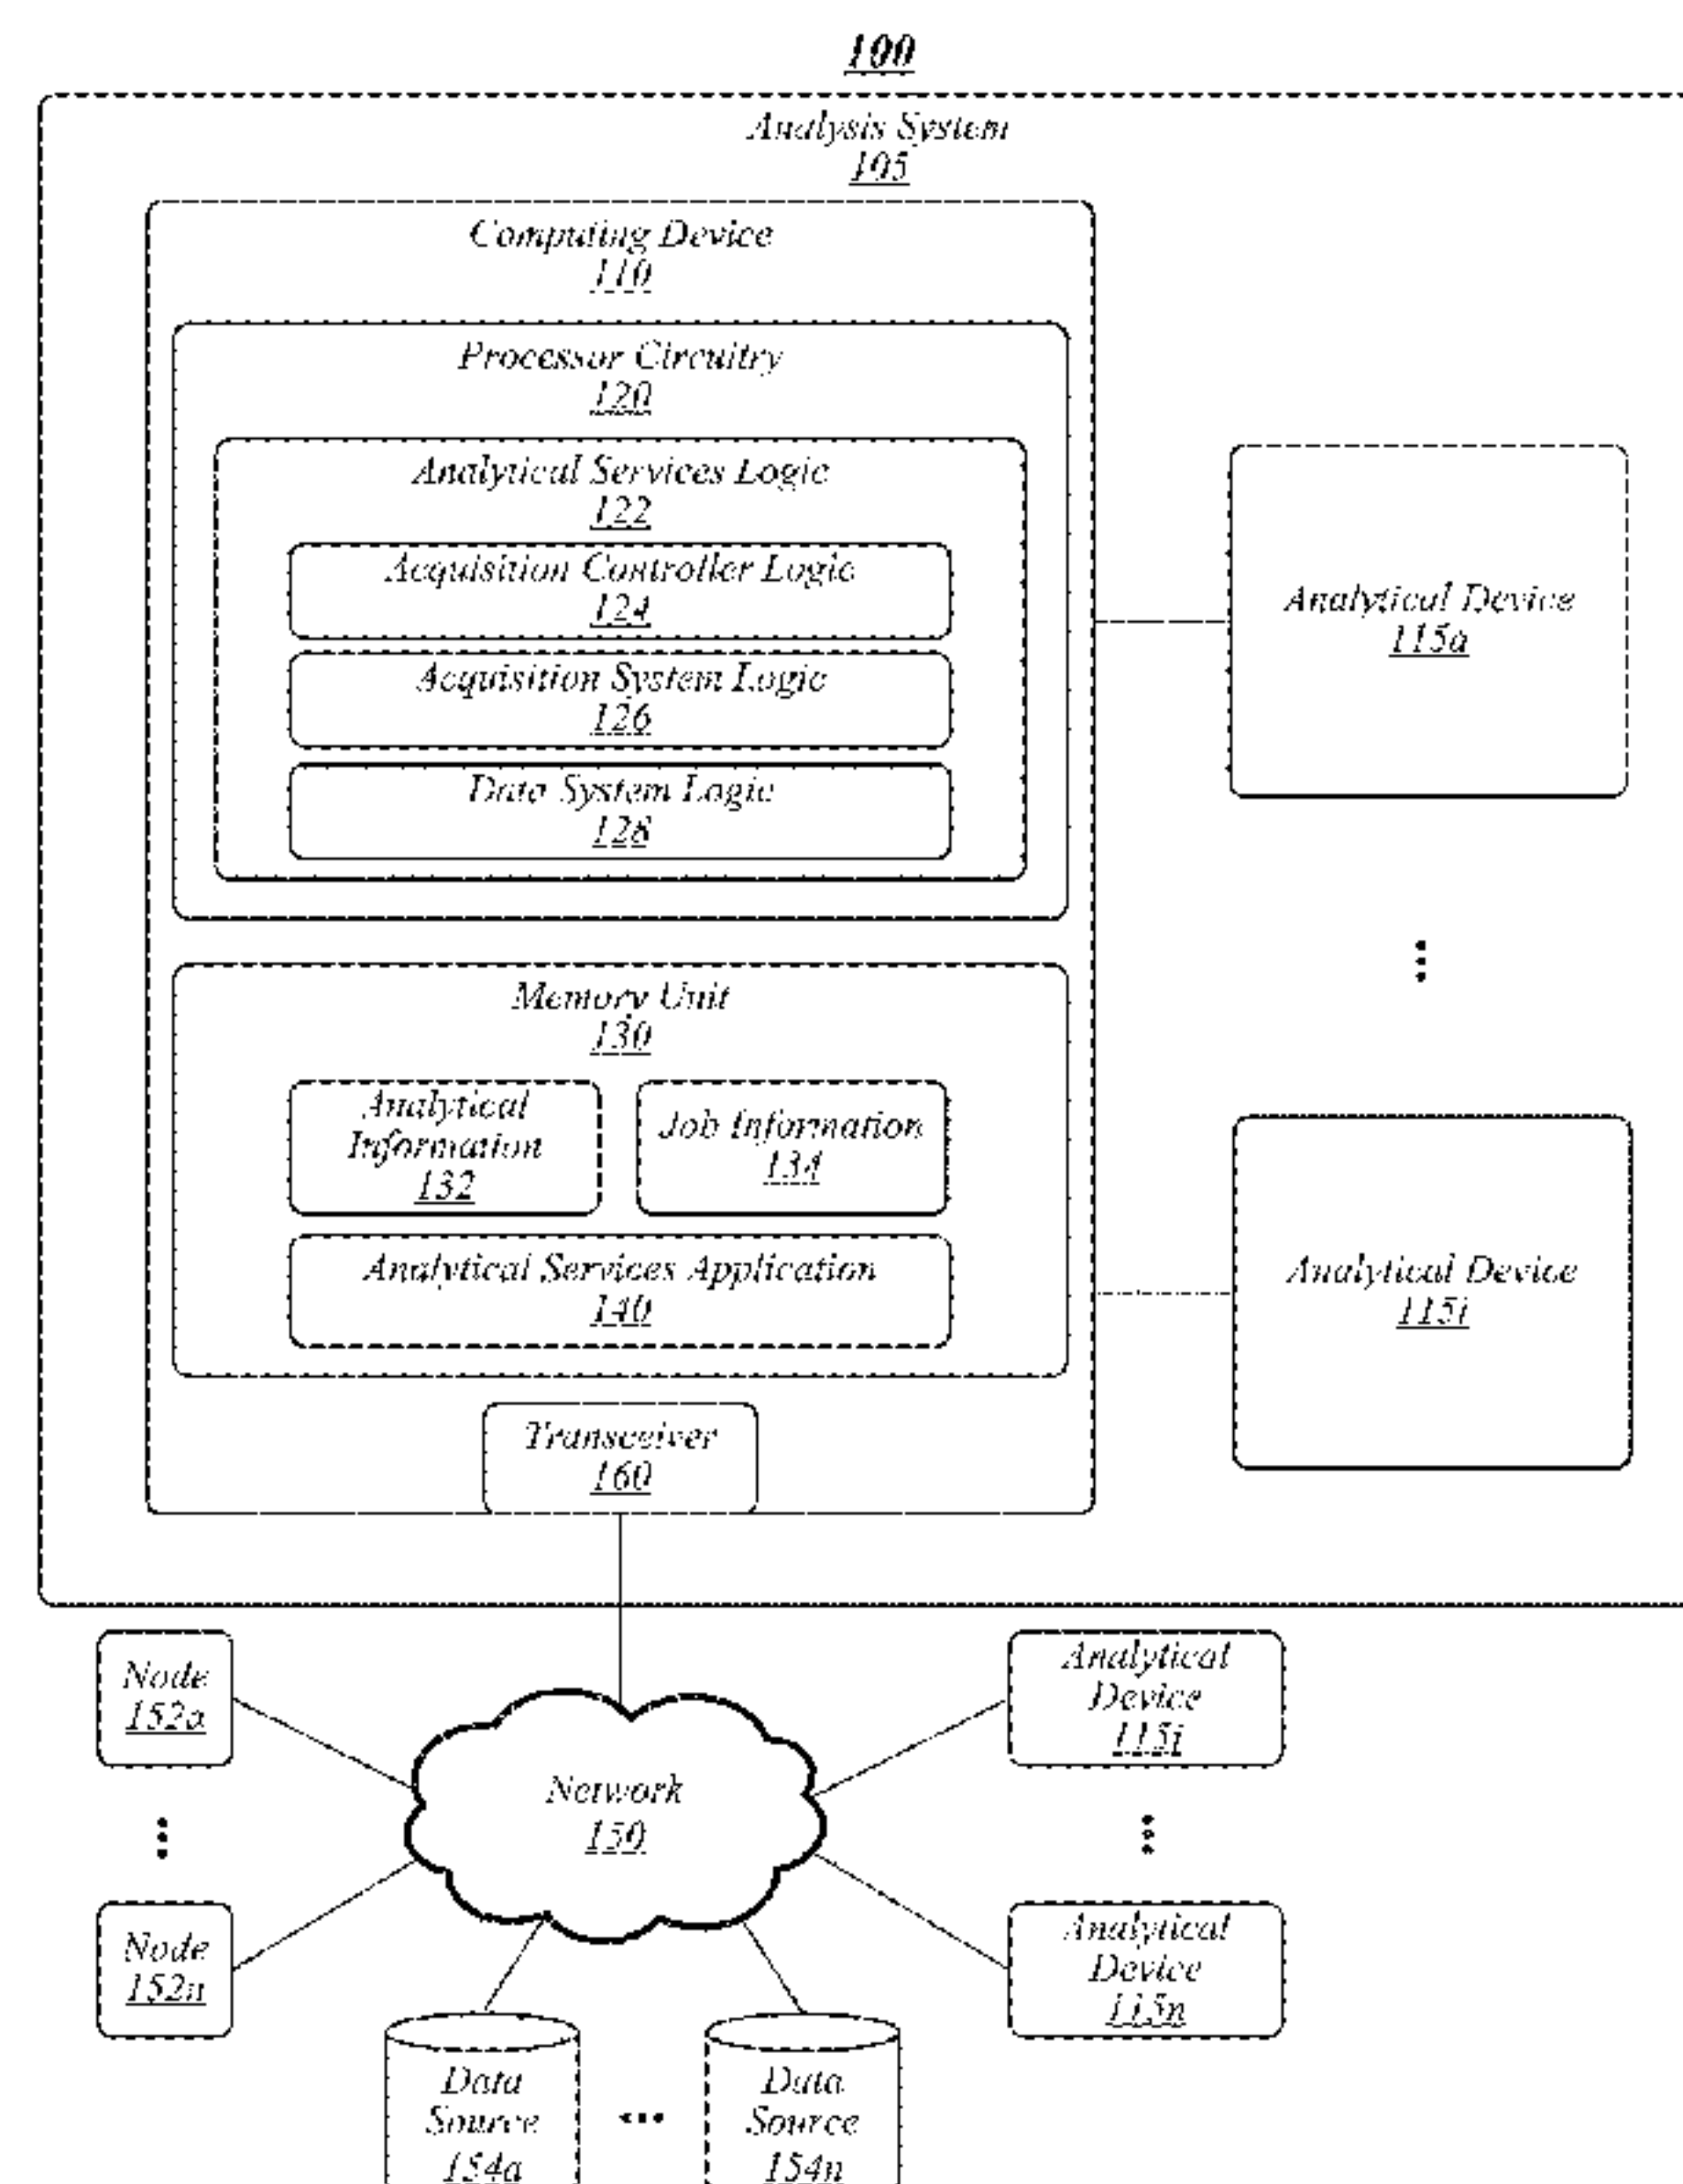 100
Analysis System
105
Computing Device
110
Processor Circuitry
120
Analytical Services Logic
122
Acquisition Controller Logic
124
Acquisition System Logic
126
Data System Logic
128
Analytical Device
115a
Memory Unit
130
Analytical
Information
132
Job Information
134
Analytical Services Application
140
Analytical Device
115i
Transceiver
160
Node
152a
Analytical
Device
115j
Network
150
Node
152n
Analytical
Device
115n
Data
Source
154a
Data
Source
154n